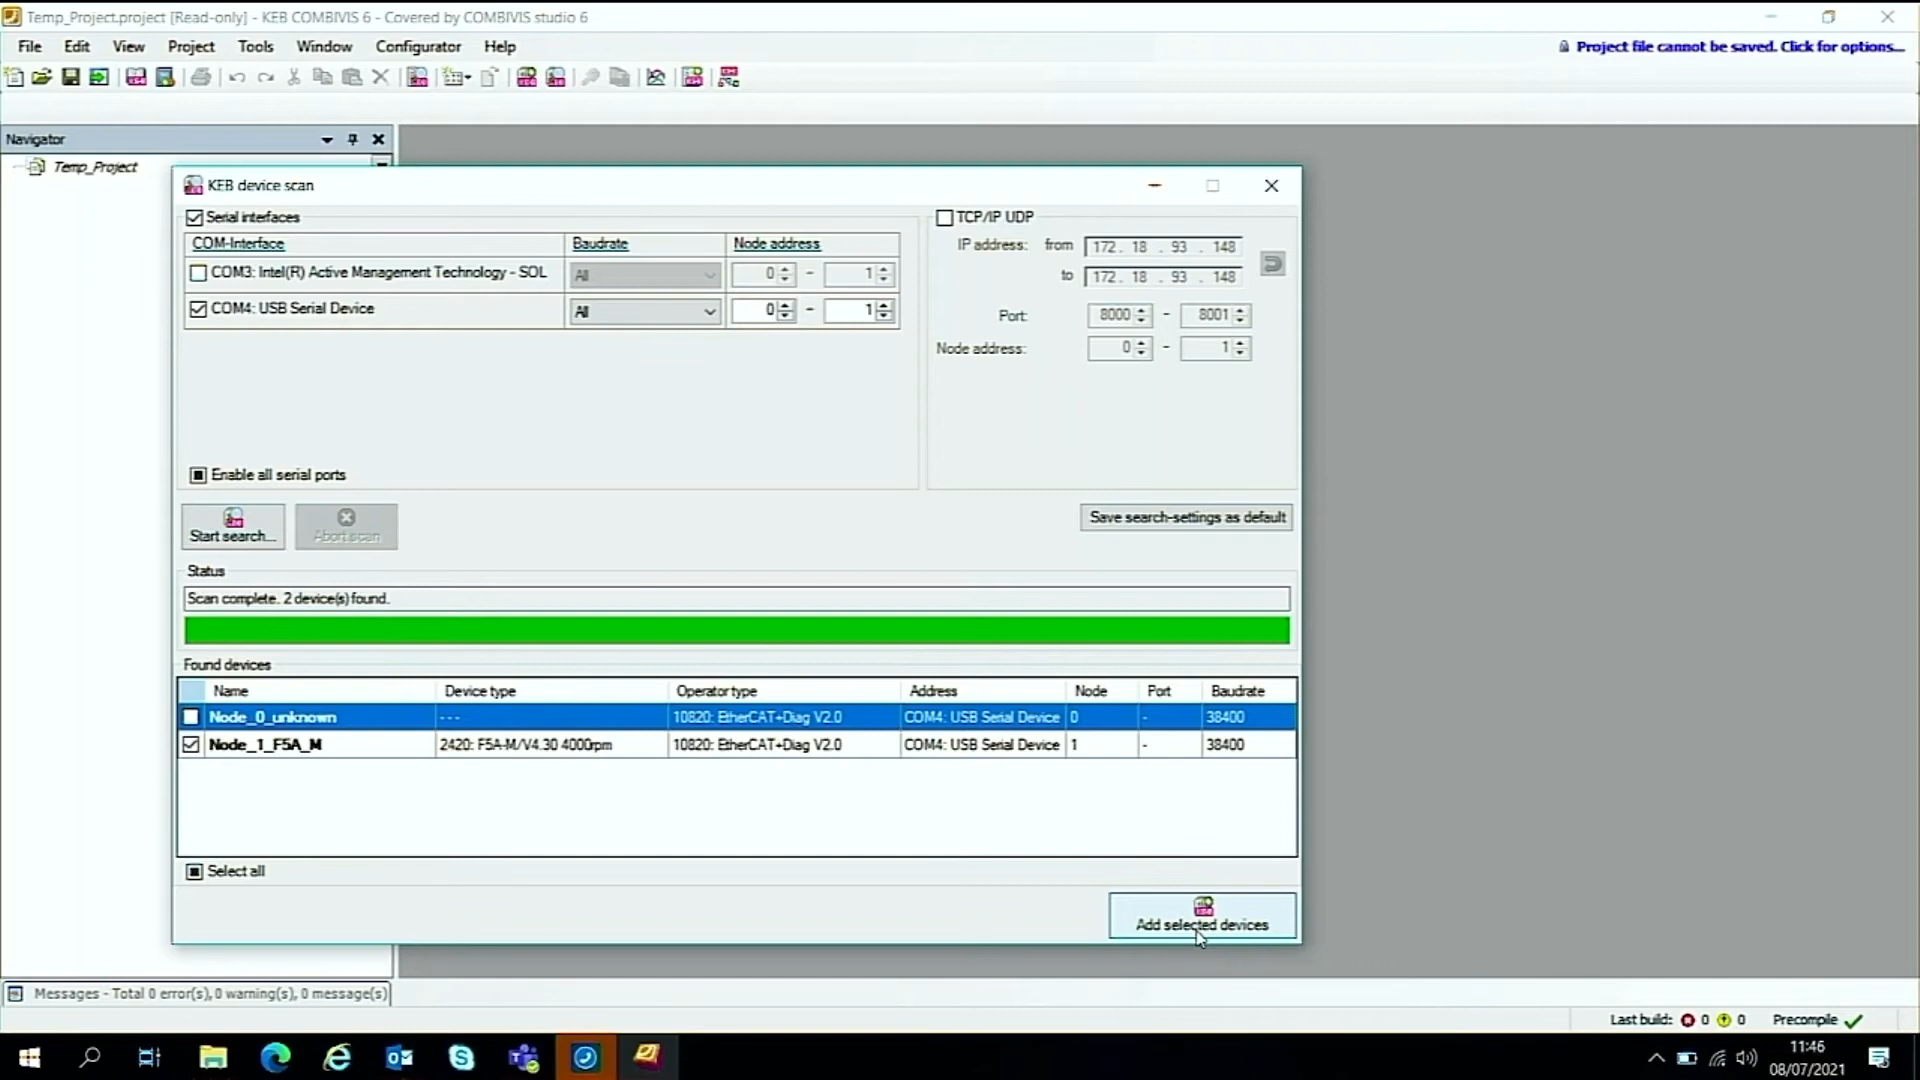 Temp_Project.project [Read-only] - KEB COMBIVIS 6 - Covered by COMBIVIS studio 6
File Edit View Project Tools Window Configurator Help
Project file cannot be saved. Click for options...
Navigator
Temp_Project
KEB device scan
Serial interfaces
COM-Interface Baudrate Node address
COM3: Intel(R) Active Management Technology - SOL All 0 - 1
COM4: USB Serial Device All 0 - 1
Enable all serial ports
TCP/IP UDP
IP address: from 172 . 18 . 93 . 148
to 172 . 18 . 93 . 148
Port: 8000 - 8001
Node address: 0 - 1
Start search...
Abort scan
Save search-settings as default
Status
Scan complete. 2 device(s) found.
Found devices
Name Device type Operator type Address Node Port Baudrate
Node_0_unknown --- 10820: EtherCAT+Diag V2.0 COM4: USB Serial Device 0 - 38400
Node_1_F5A_M 2420: F5A-M/V4.30 4000rpm 10820: EtherCAT+Diag V2.0 COM4: USB Serial Device 1 - 38400
Select all
Add selected devices
Messages - Total 0 error(s), 0 warning(s), 0 message(s)
Last build: 0 0 Precompile
11:46
08/07/2021